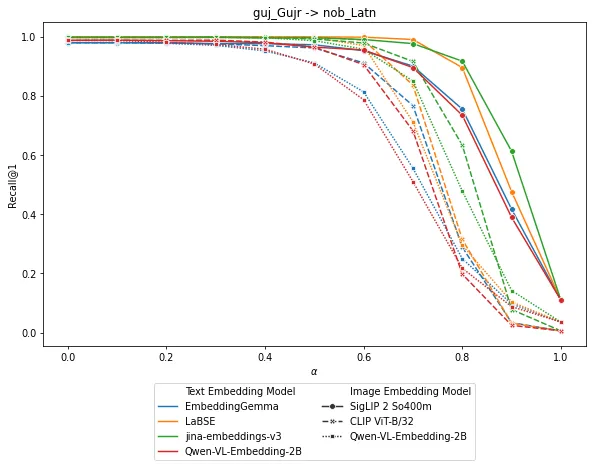 guj_Gujr -> nob_Latn
Recall@1
1.0
0.8
0.6
0.4
0.2
0.0
0.0 0.2 0.4 0.6 0.8 1.0
α
Text Embedding Model Image Embedding Model
EmbeddingGemma SigLIP 2 So400m
LaBSE CLIP ViT-B/32
jina-embeddings-v3 Qwen-VL-Embedding-2B
Qwen-VL-Embedding-2B